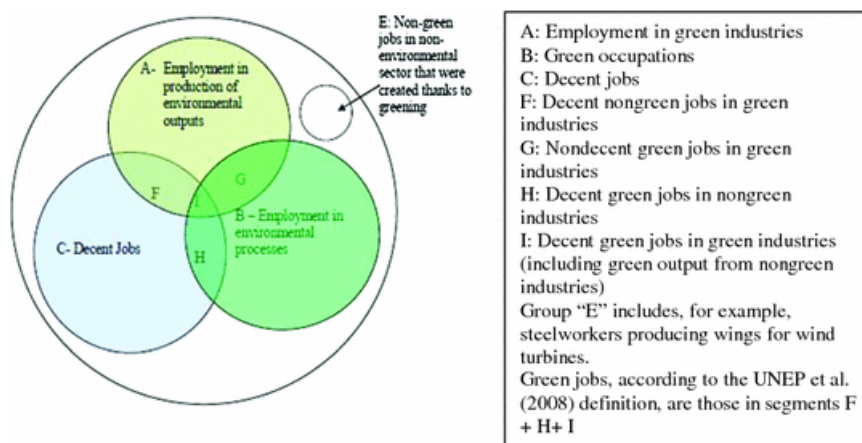 E: Non-green
jobs in non-
environmental
sector that were
created thanks to
greening
A- Employment in
production of
environmental
outputs
G
F
I
B – Employment in
environmental
processes
C- Decent Jobs
H
A: Employment in green industries
B: Green occupations
C: Decent jobs
F: Decent nongreen jobs in green
industries
G: Nondecent green jobs in green
industries
H: Decent green jobs in nongreen
industries
I: Decent green jobs in green industries
(including green output from nongreen
industries)
Group “E” includes, for example,
steelworkers producing wings for wind
turbines.
Green jobs, according to the UNEP et al.
(2008) definition, are those in segments F
+ H+ I